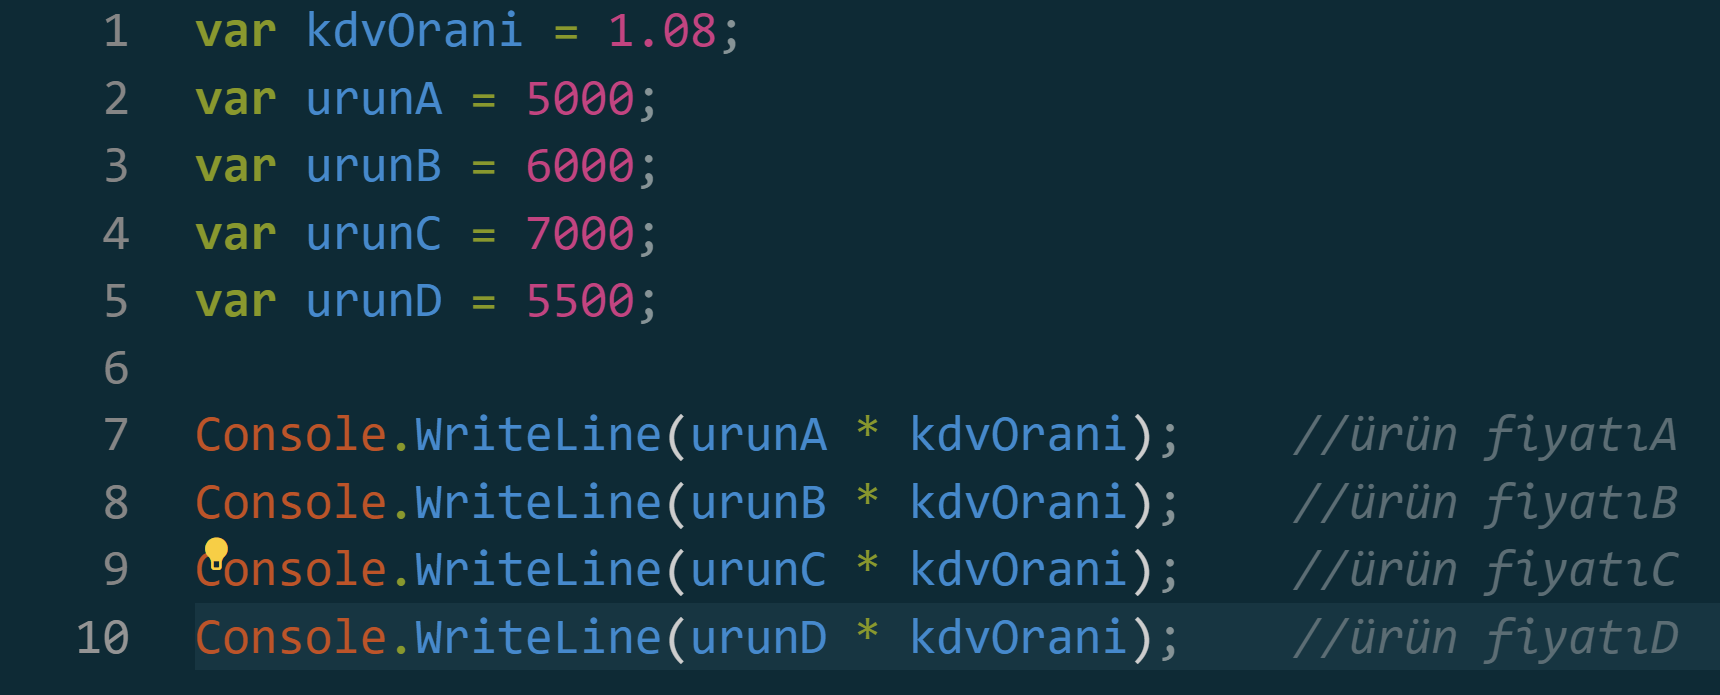 1 var kdvOrani = 1.08;
2 var urunA = 5000;
3 var urunB = 6000;
4 var urunC = 7000;
5 var urunD = 5500;
6
7 Console.WriteLine(urunA * kdvOrani); //ürün fiyatıA
8 Console.WriteLine(urunB * kdvOrani); //ürün fiyatıB
9 Console.WriteLine(urunC * kdvOrani); //ürün fiyatıC
10 Console.WriteLine(urunD * kdvOrani); //ürün fiyatıD